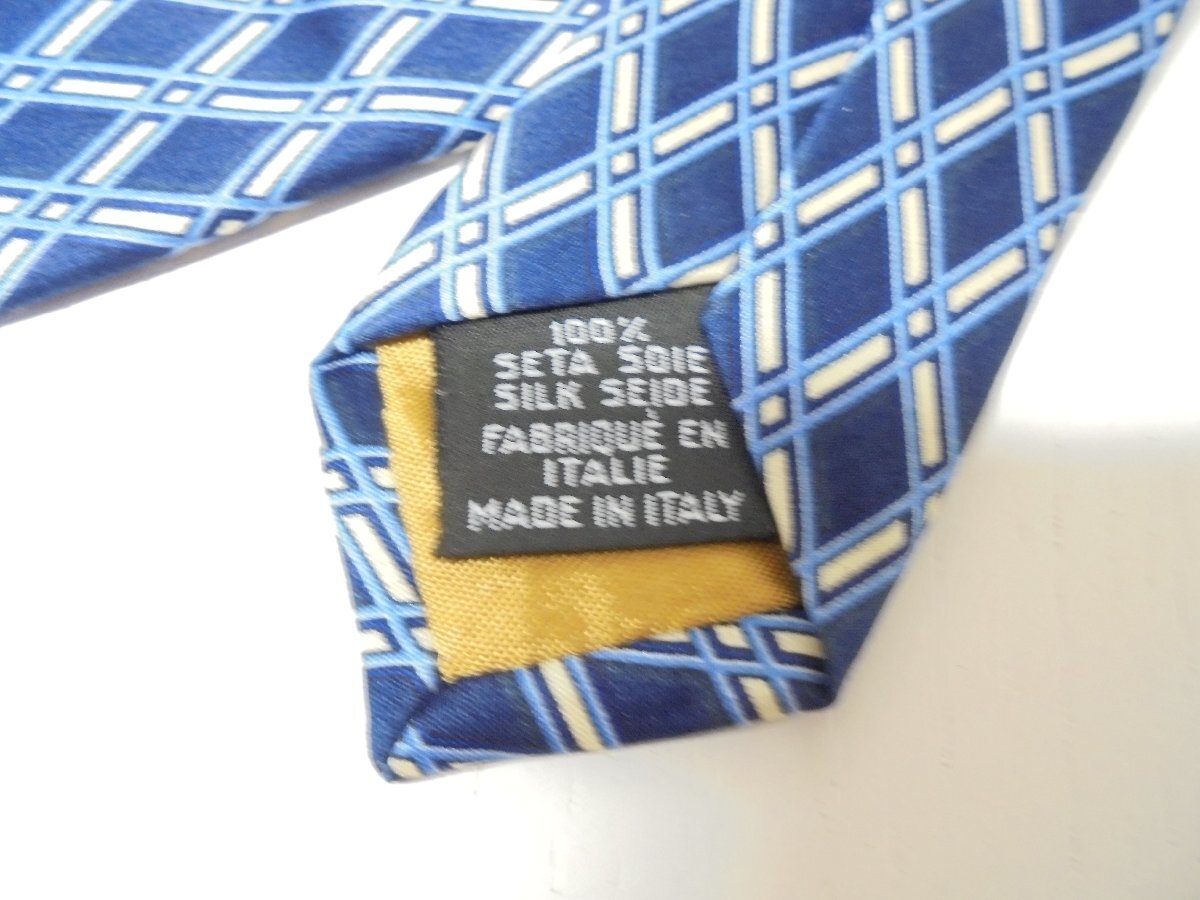 100%
SETA SOIE
SILK SEIDE
FABRIQUÉ EN
ITALIE
MADE IN ITALY